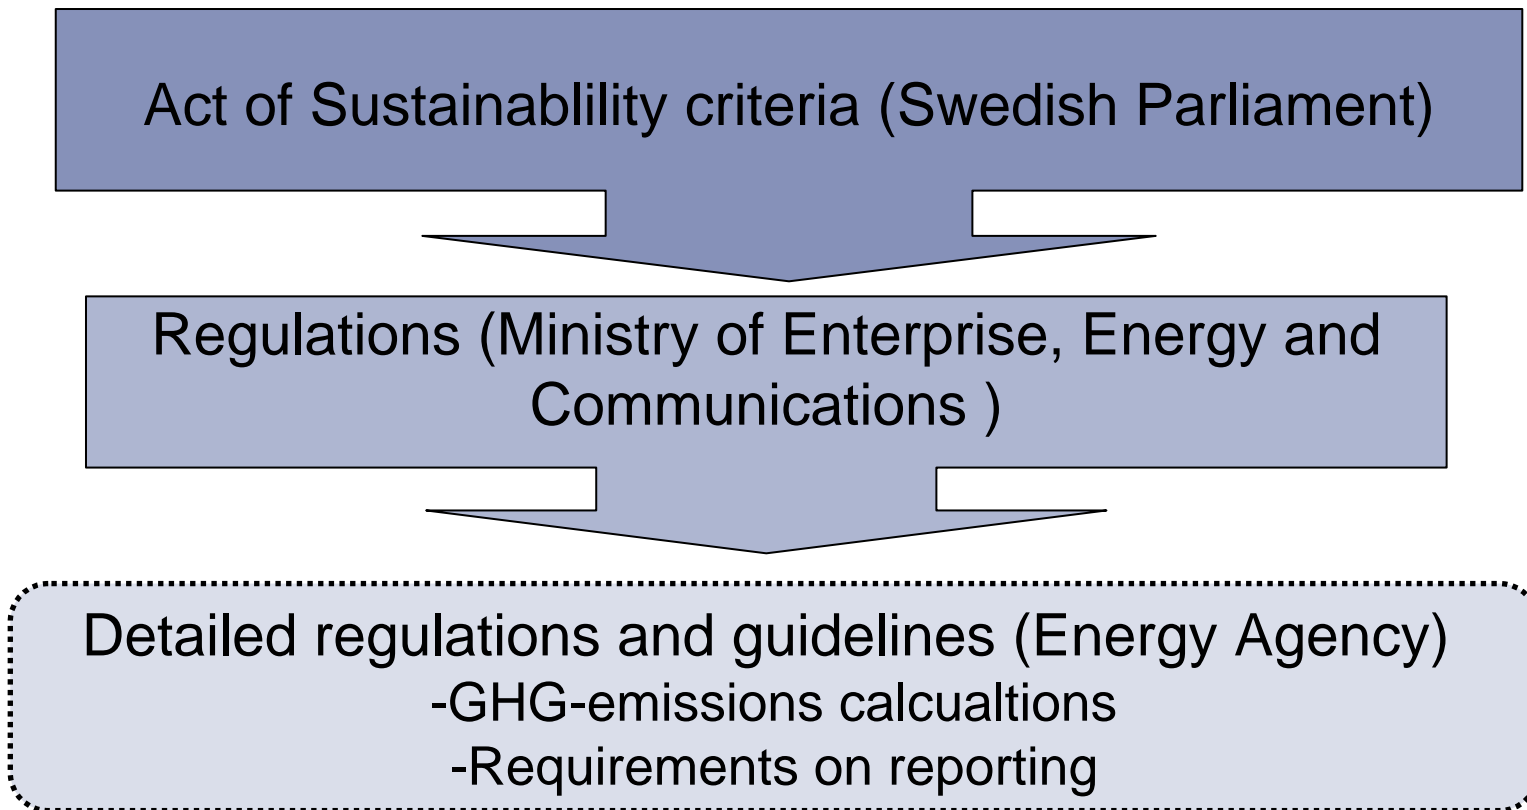 Act of Sustainablility criteria (Swedish Parliament)
Regulations (Ministry of Enterprise, Energy and
Communications )
Detailed regulations and guidelines (Energy Agency)
-GHG-emissions calcualtions
-Requirements on reporting